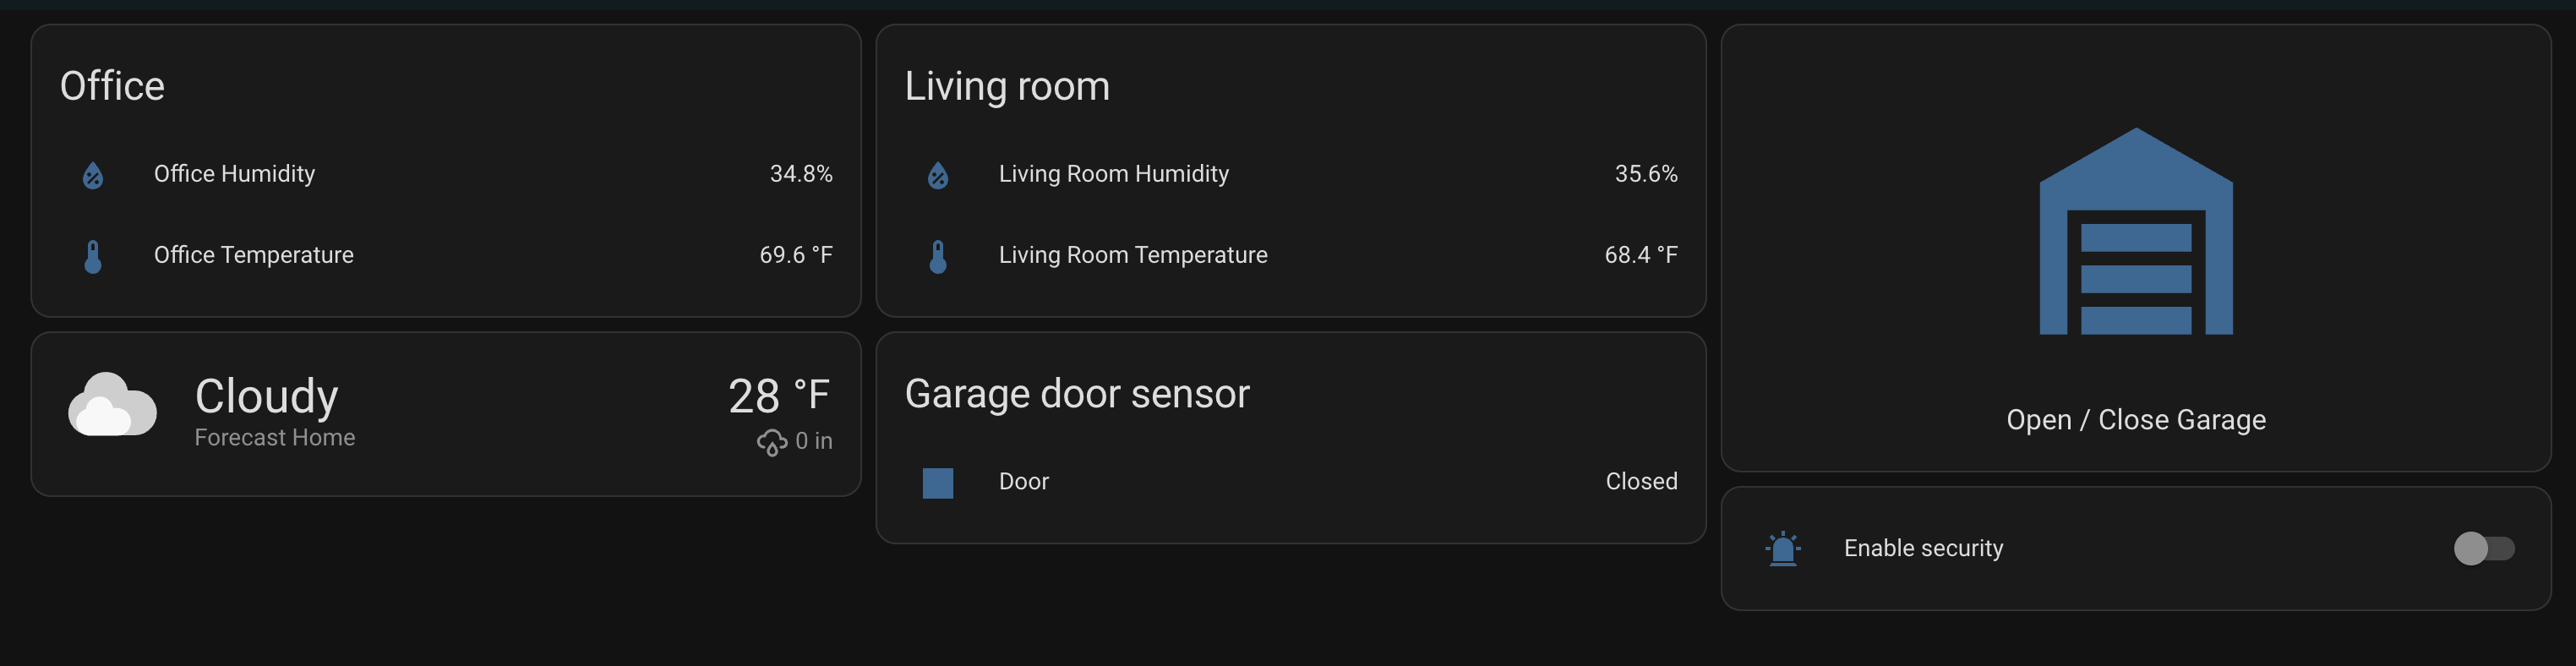 Office
Office Humidity 34.8%
Office Temperature 69.6 °F
Cloudy 28 °F
Forecast Home 0 in
Living room
Living Room Humidity 35.6%
Living Room Temperature 68.4 °F
Garage door sensor
Door Closed
Open / Close Garage
Enable security